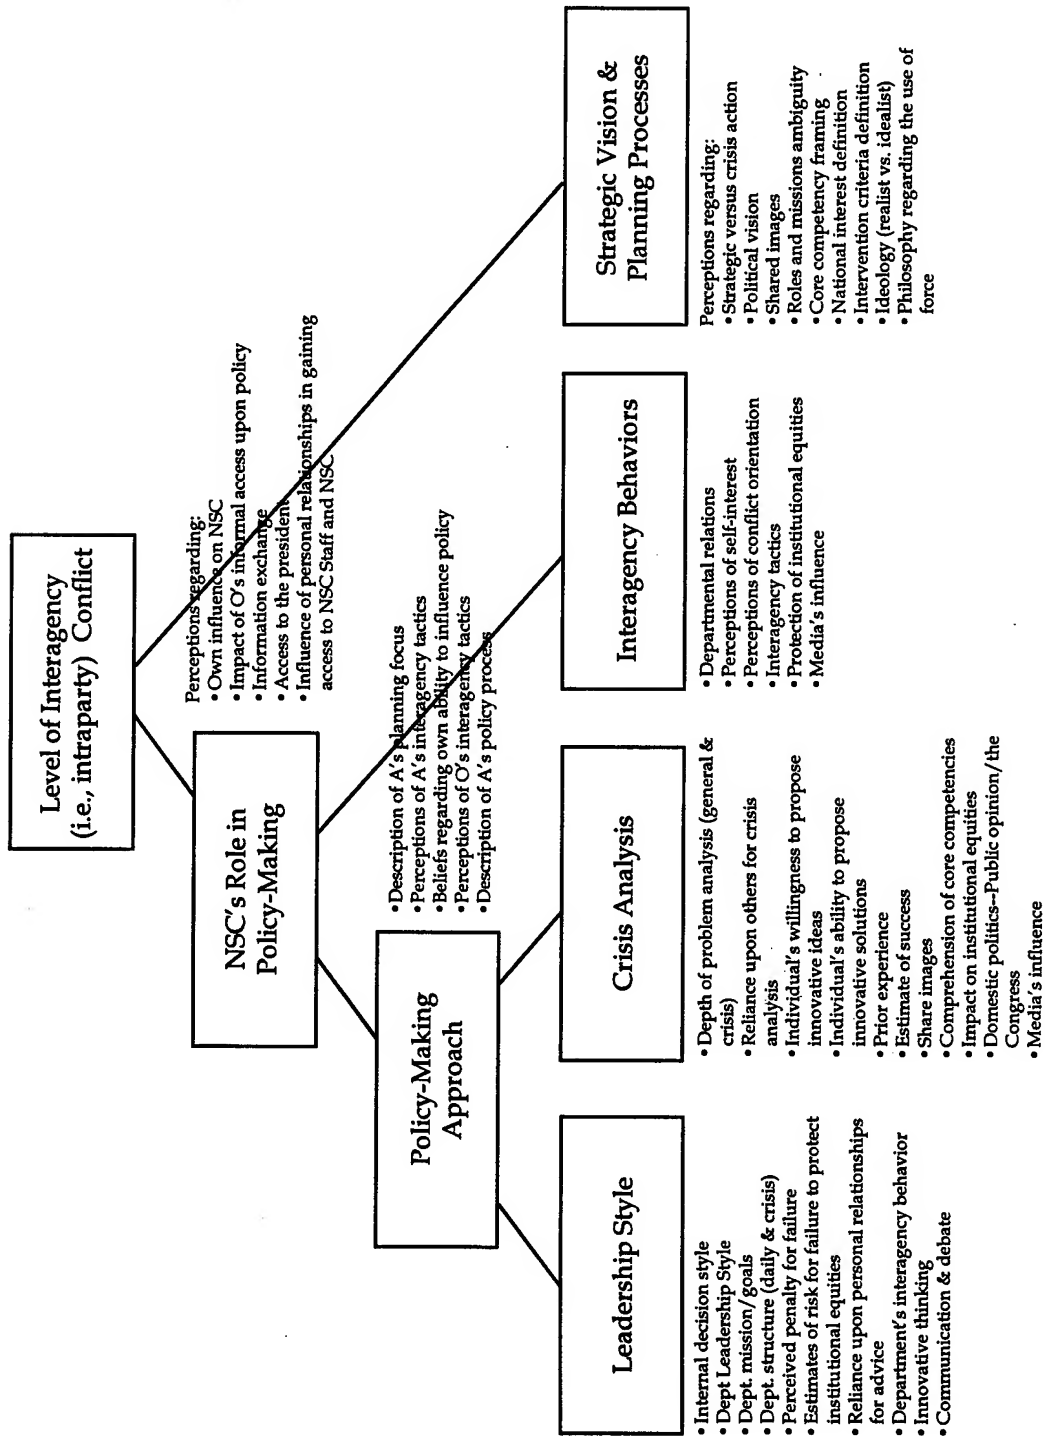 Level of Interagency
(i.e., intraparty) Conflict
NSC's Role in
Policy-Making
Perceptions regarding:
• Own influence on NSC
• Impact of O's informal access upon policy
• Information exchange
• Access to the president
• Influence of personal relationships in gaining
access to NSC Staff and NSC
Policy-Making
Approach
• Description of A's planning focus
• Perceptions of A's interagency tactics
• Beliefs regarding own ability to influence policy
• Perceptions of O's interagency tactics
• Description of A's policy process
Leadership Style
• Internal decision style
• Dept Leadership Style
• Dept. mission/goals
• Dept. structure (daily & crisis)
• Perceived penalty for failure
• Estimates of risk for failure to protect
institutional equities
• Reliance upon personal relationships
for advice
• Department's interagency behavior
• Innovative thinking
• Communication & debate
Crisis Analysis
• Depth of problem analysis (general &
crisis)
• Reliance upon others for crisis
analysis
• Individual's willingness to propose
innovative ideas
• Individual's ability to propose
innovative solutions
• Prior experience
• Estimate of success
• Share images
• Comprehension of core competencies
• Impact on institutional equities
• Domestic politics--Public opinion/the
Congress
• Media's influence
Interagency Behaviors
• Departmental relations
• Perceptions of self-interest
• Perceptions of conflict orientation
• Interagency tactics
• Protection of institutional equities
• Media's influence
Strategic Vision &
Planning Processes
Perceptions regarding:
• Strategic versus crisis action
• Political vision
• Shared images
• Roles and missions ambiguity
• Core competency framing
• National interest definition
• Intervention criteria definition
• Ideology (realist vs. idealist)
• Philosophy regarding the use of
force